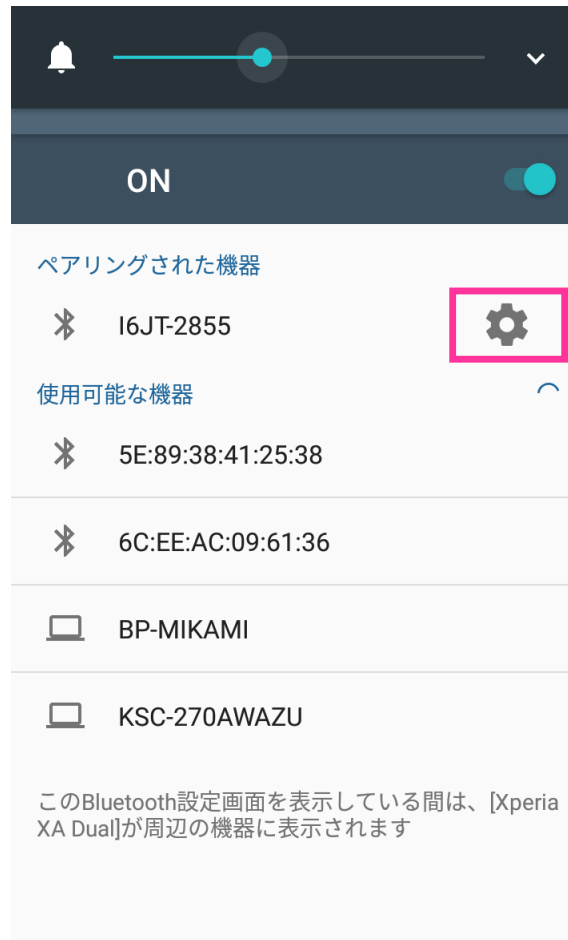 ON
ペアリングされた機器
I6JT-2855
使用可能な機器
5E:89:38:41:25:38
6C:EE:AC:09:61:36
BP-MIKAMI
KSC-270AWAZU
このBluetooth設定画面を表示している間は、[Xperia
XA Dual]が周辺の機器に表示されます